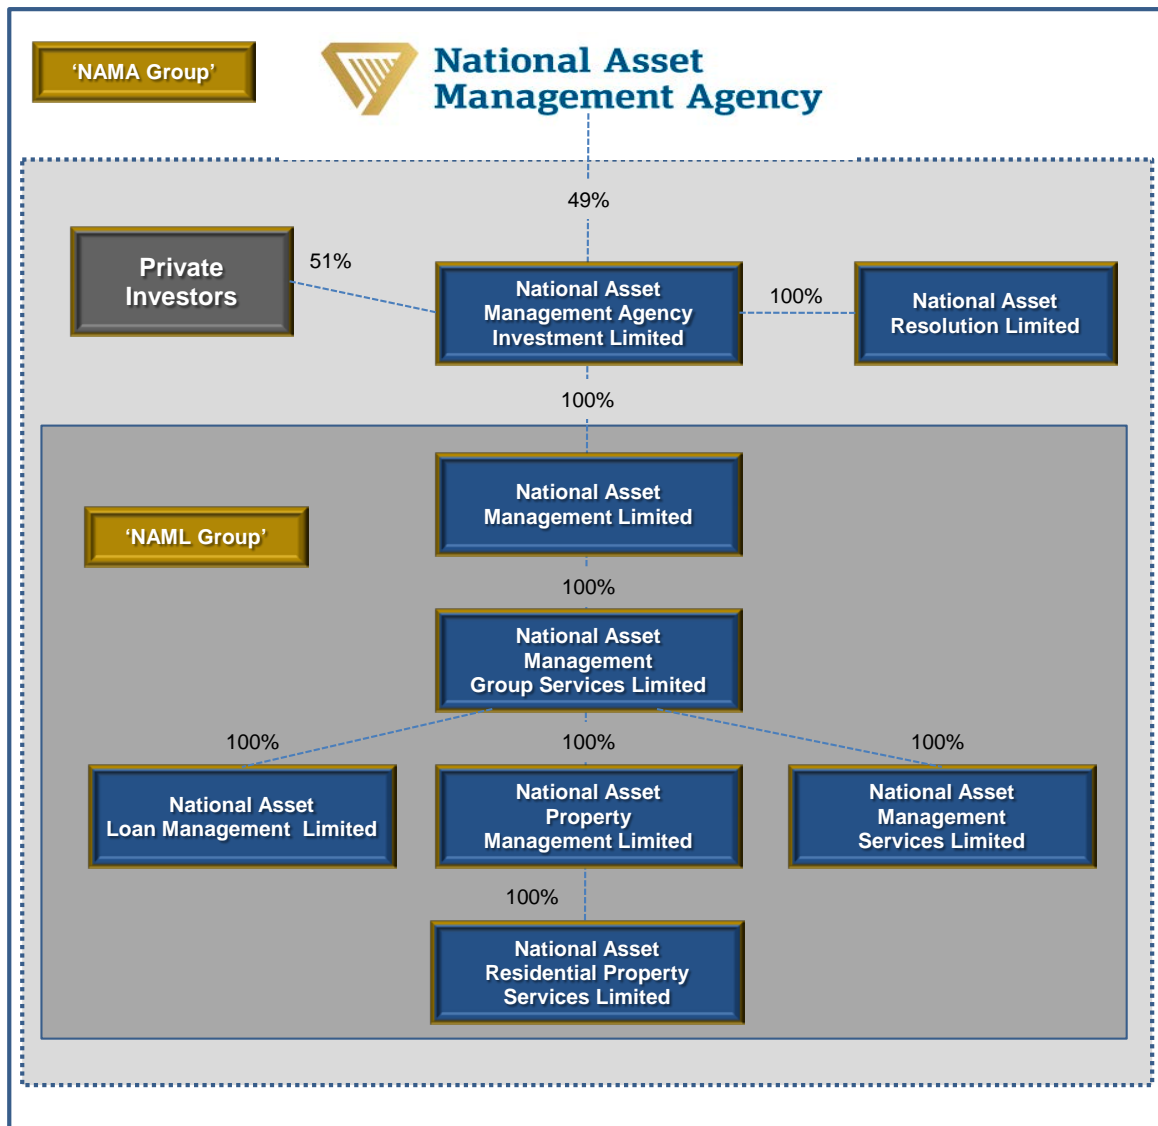 ‘NAMA Group’
National Asset
Management Agency
49%
Private
Investors
51%
National Asset
Management Agency
Investment Limited
100%
National Asset
Resolution Limited
100%
National Asset
Management Limited
‘NAML Group’
100%
National Asset
Management
Group Services Limited
100%
100%
100%
National Asset
Loan Management Limited
National Asset
Property
Management Limited
National Asset
Management
Services Limited
100%
National Asset
Residential Property
Services Limited